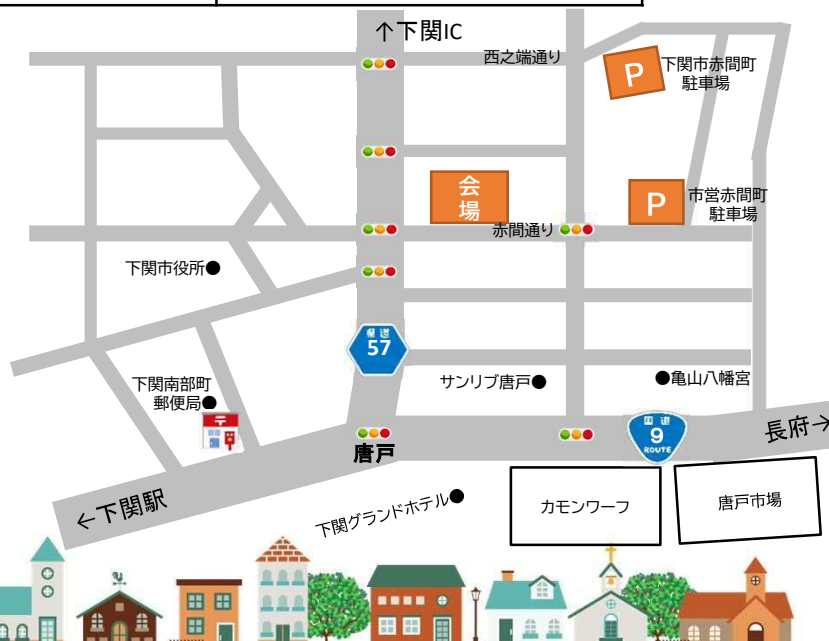 ↑下関IC
西之端通り
P
下関市赤間町
駐車場
会
場
P
市営赤間町
駐車場
赤間通り
下関市役所●
県道
57
サンリブ唐戸●
●亀山八幡宮
下関南部町
郵便局●
〒
唐戸
国道
9
ROUTE
長府→
←下関駅
下関グランドホテル●
カモンワーフ
唐戸市場